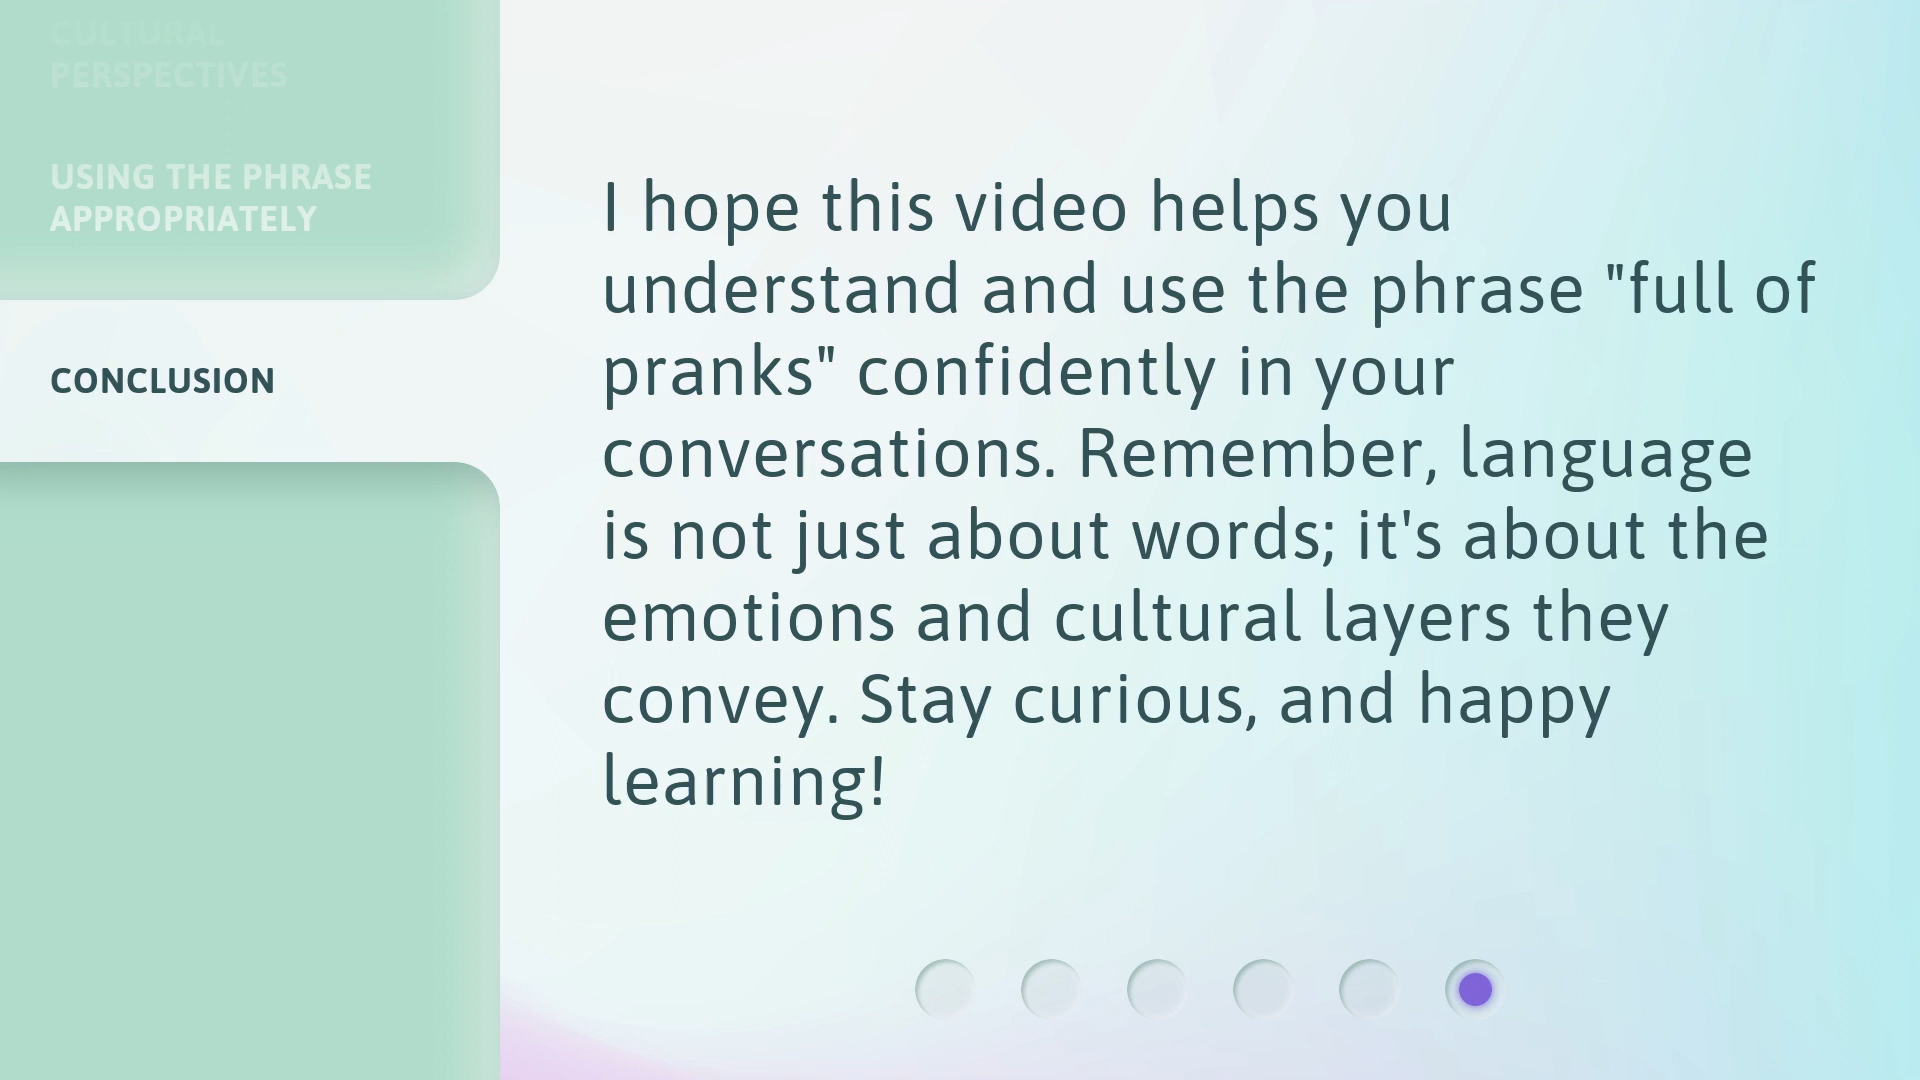 CULTURAL
PERSPECTIVES
USING THE PHRASE
APPROPRIATELY
CONCLUSION
I hope this video helps you
understand and use the phrase "full of
pranks" confidently in your
conversations. Remember, language
is not just about words; it's about the
emotions and cultural layers they
convey. Stay curious, and happy
learning!